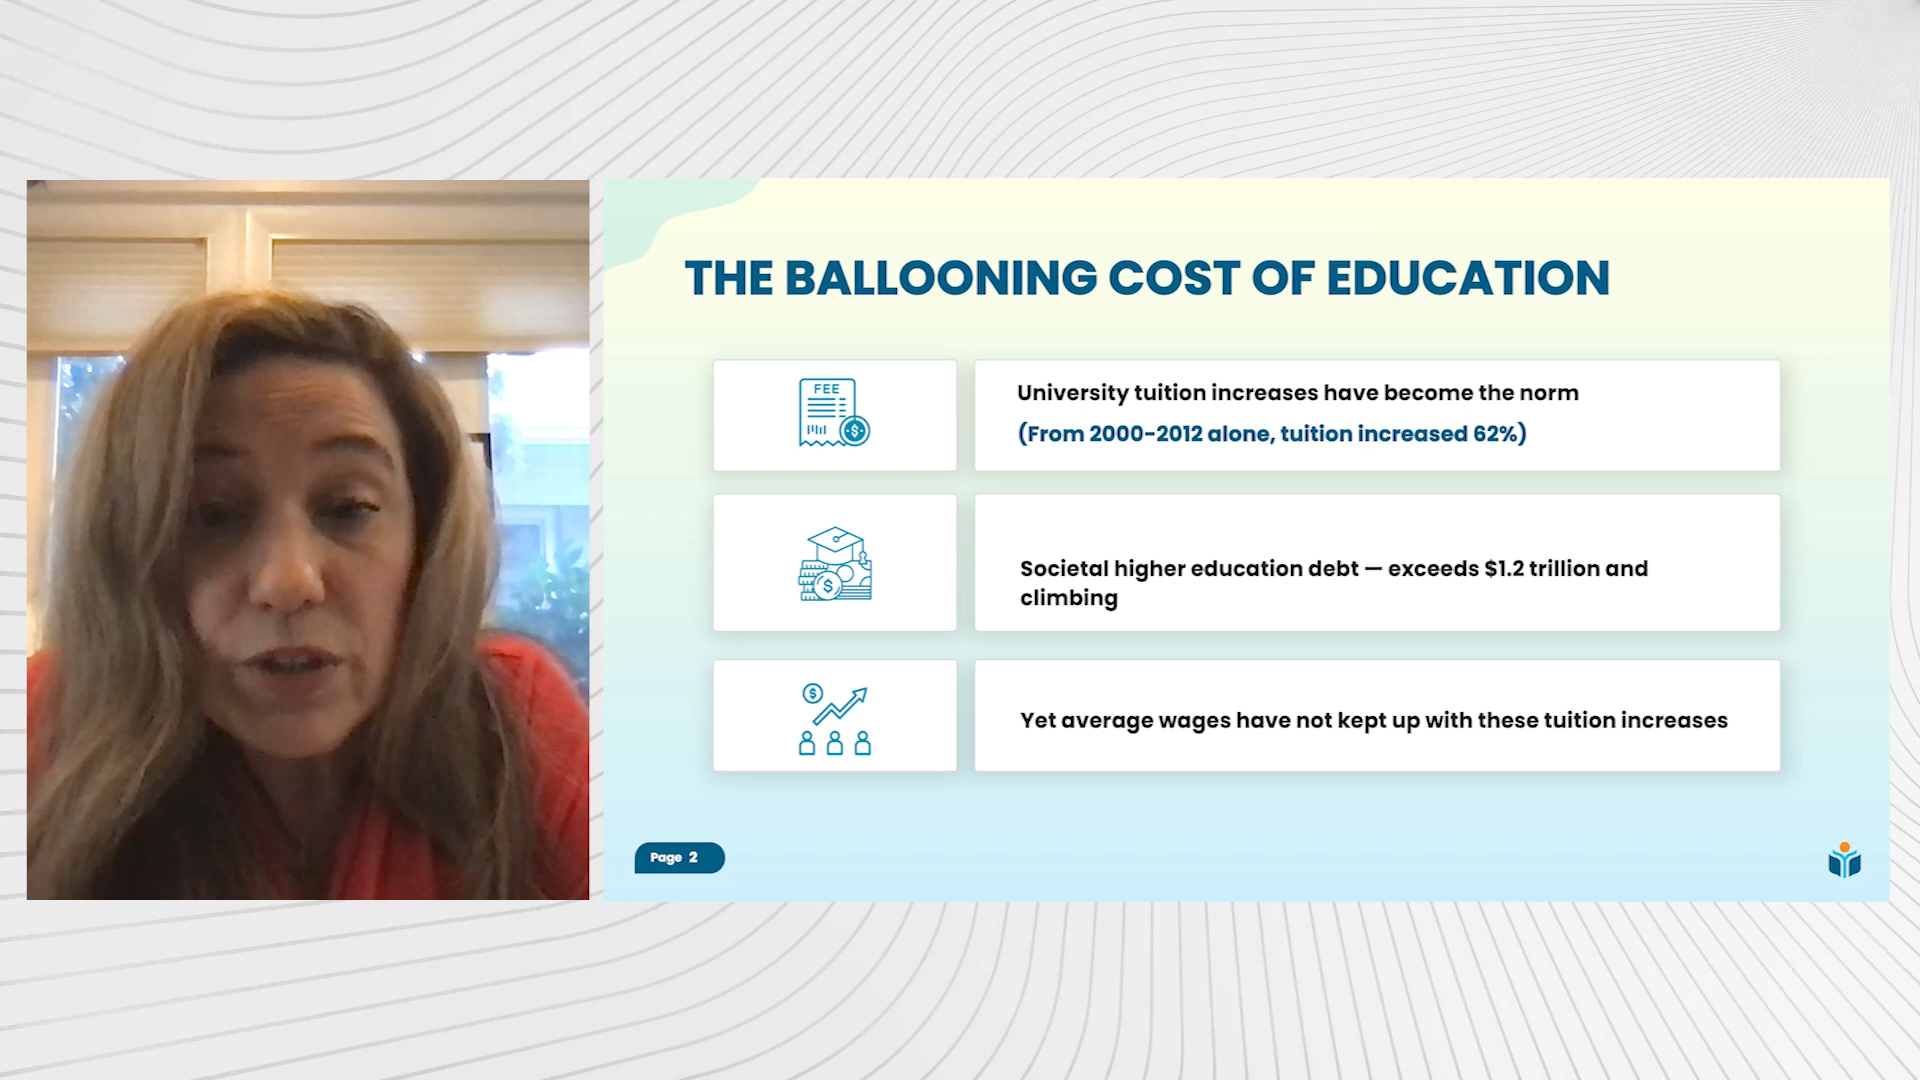 THE BALLOONING COST OF EDUCATION
FEE
University tuition increases have become the norm
(From 2000-2012 alone, tuition increased 62%)
Societal higher education debt — exceeds $1.2 trillion and
climbing
Yet average wages have not kept up with these tuition increases
Page 2